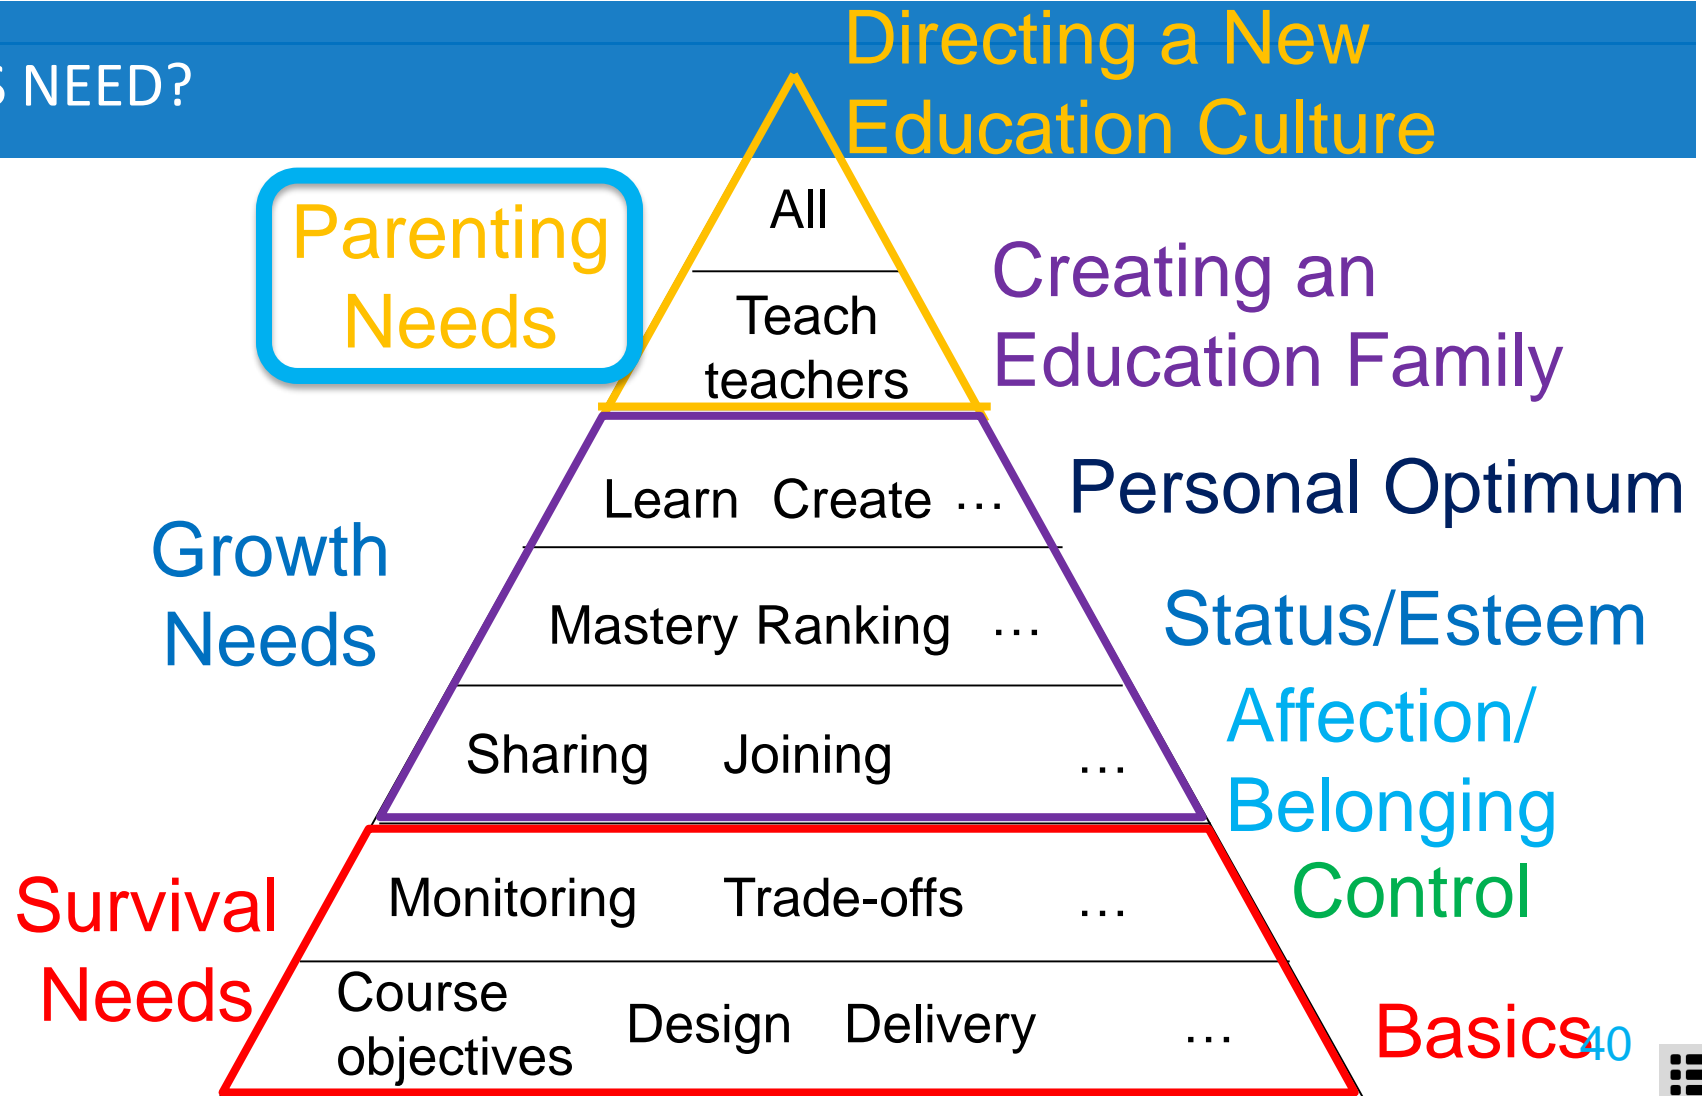 Directing a New
Education Culture
S NEED?
Parenting
Needs
All
Creating an
Education Family
Teach
teachers
Learn Create …
Personal Optimum
Growth
Needs
Mastery Ranking …
Status/Esteem
Sharing Joining …
Affection/
Belonging
Survival
Needs
Monitoring Trade-offs …
Control
Course
objectives
Design Delivery …
Basics
40